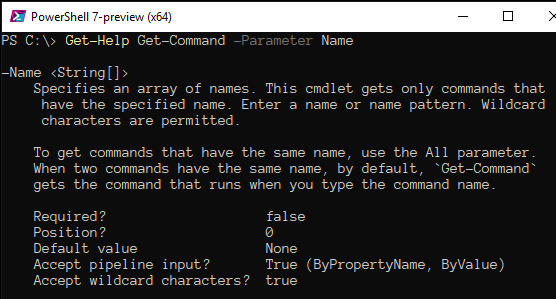 PowerShell 7-preview (x64)
PS C:\> Get-Help Get-Command -Parameter Name
-Name <String[]>
Specifies an array of names. This cmdlet gets only commands that
have the specified name. Enter a name or name pattern. Wildcard
characters are permitted.
To get commands that have the same name, use the All parameter.
When two commands have the same name, by default, `Get-Command`
gets the command that runs when you type the command name.
Required? false
Position? 0
Default value None
Accept pipeline input? True (ByPropertyName, ByValue)
Accept wildcard characters? true